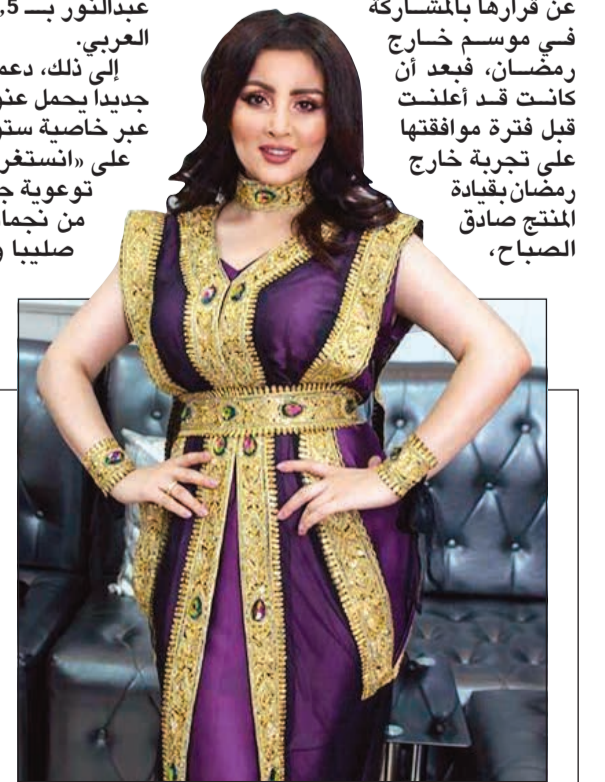 عن قرارها بالمشاركة
في موسم خارج
رمضان، فبعد أن
كانت قد أعلنت
قبل فترة موافقتها
على تجربة خارج
رمضان بقيادة
المنتج صادق
الصباح،
عبدالنور بـ 5,
العربي.
إلى ذلك، دعم
جديدا يحمل عنو
عبر خاصية ستو
على «انستغر
توعوية ج
من نجما
صليبا و